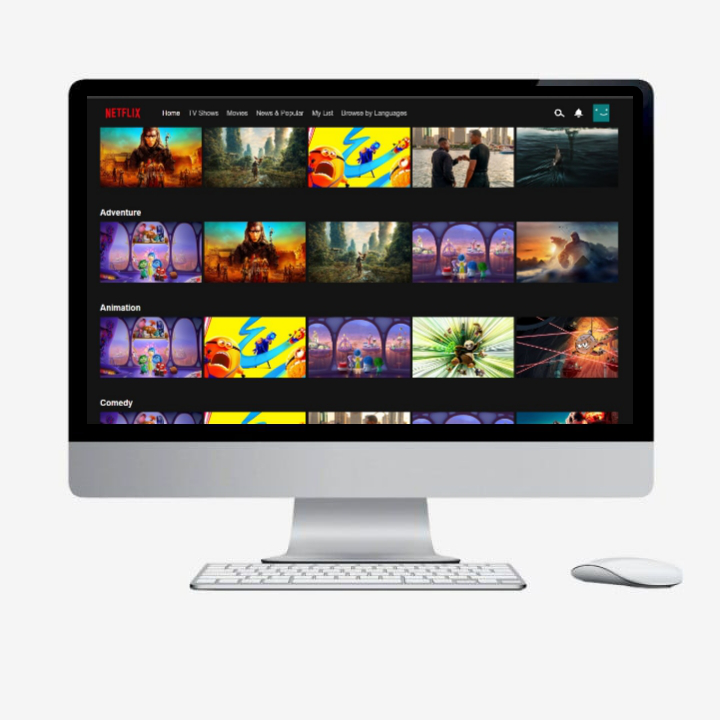 NETFLIX Home TV Shows Movies News & Popular My List Browse by Languages
Adventure
Animation
Comedy